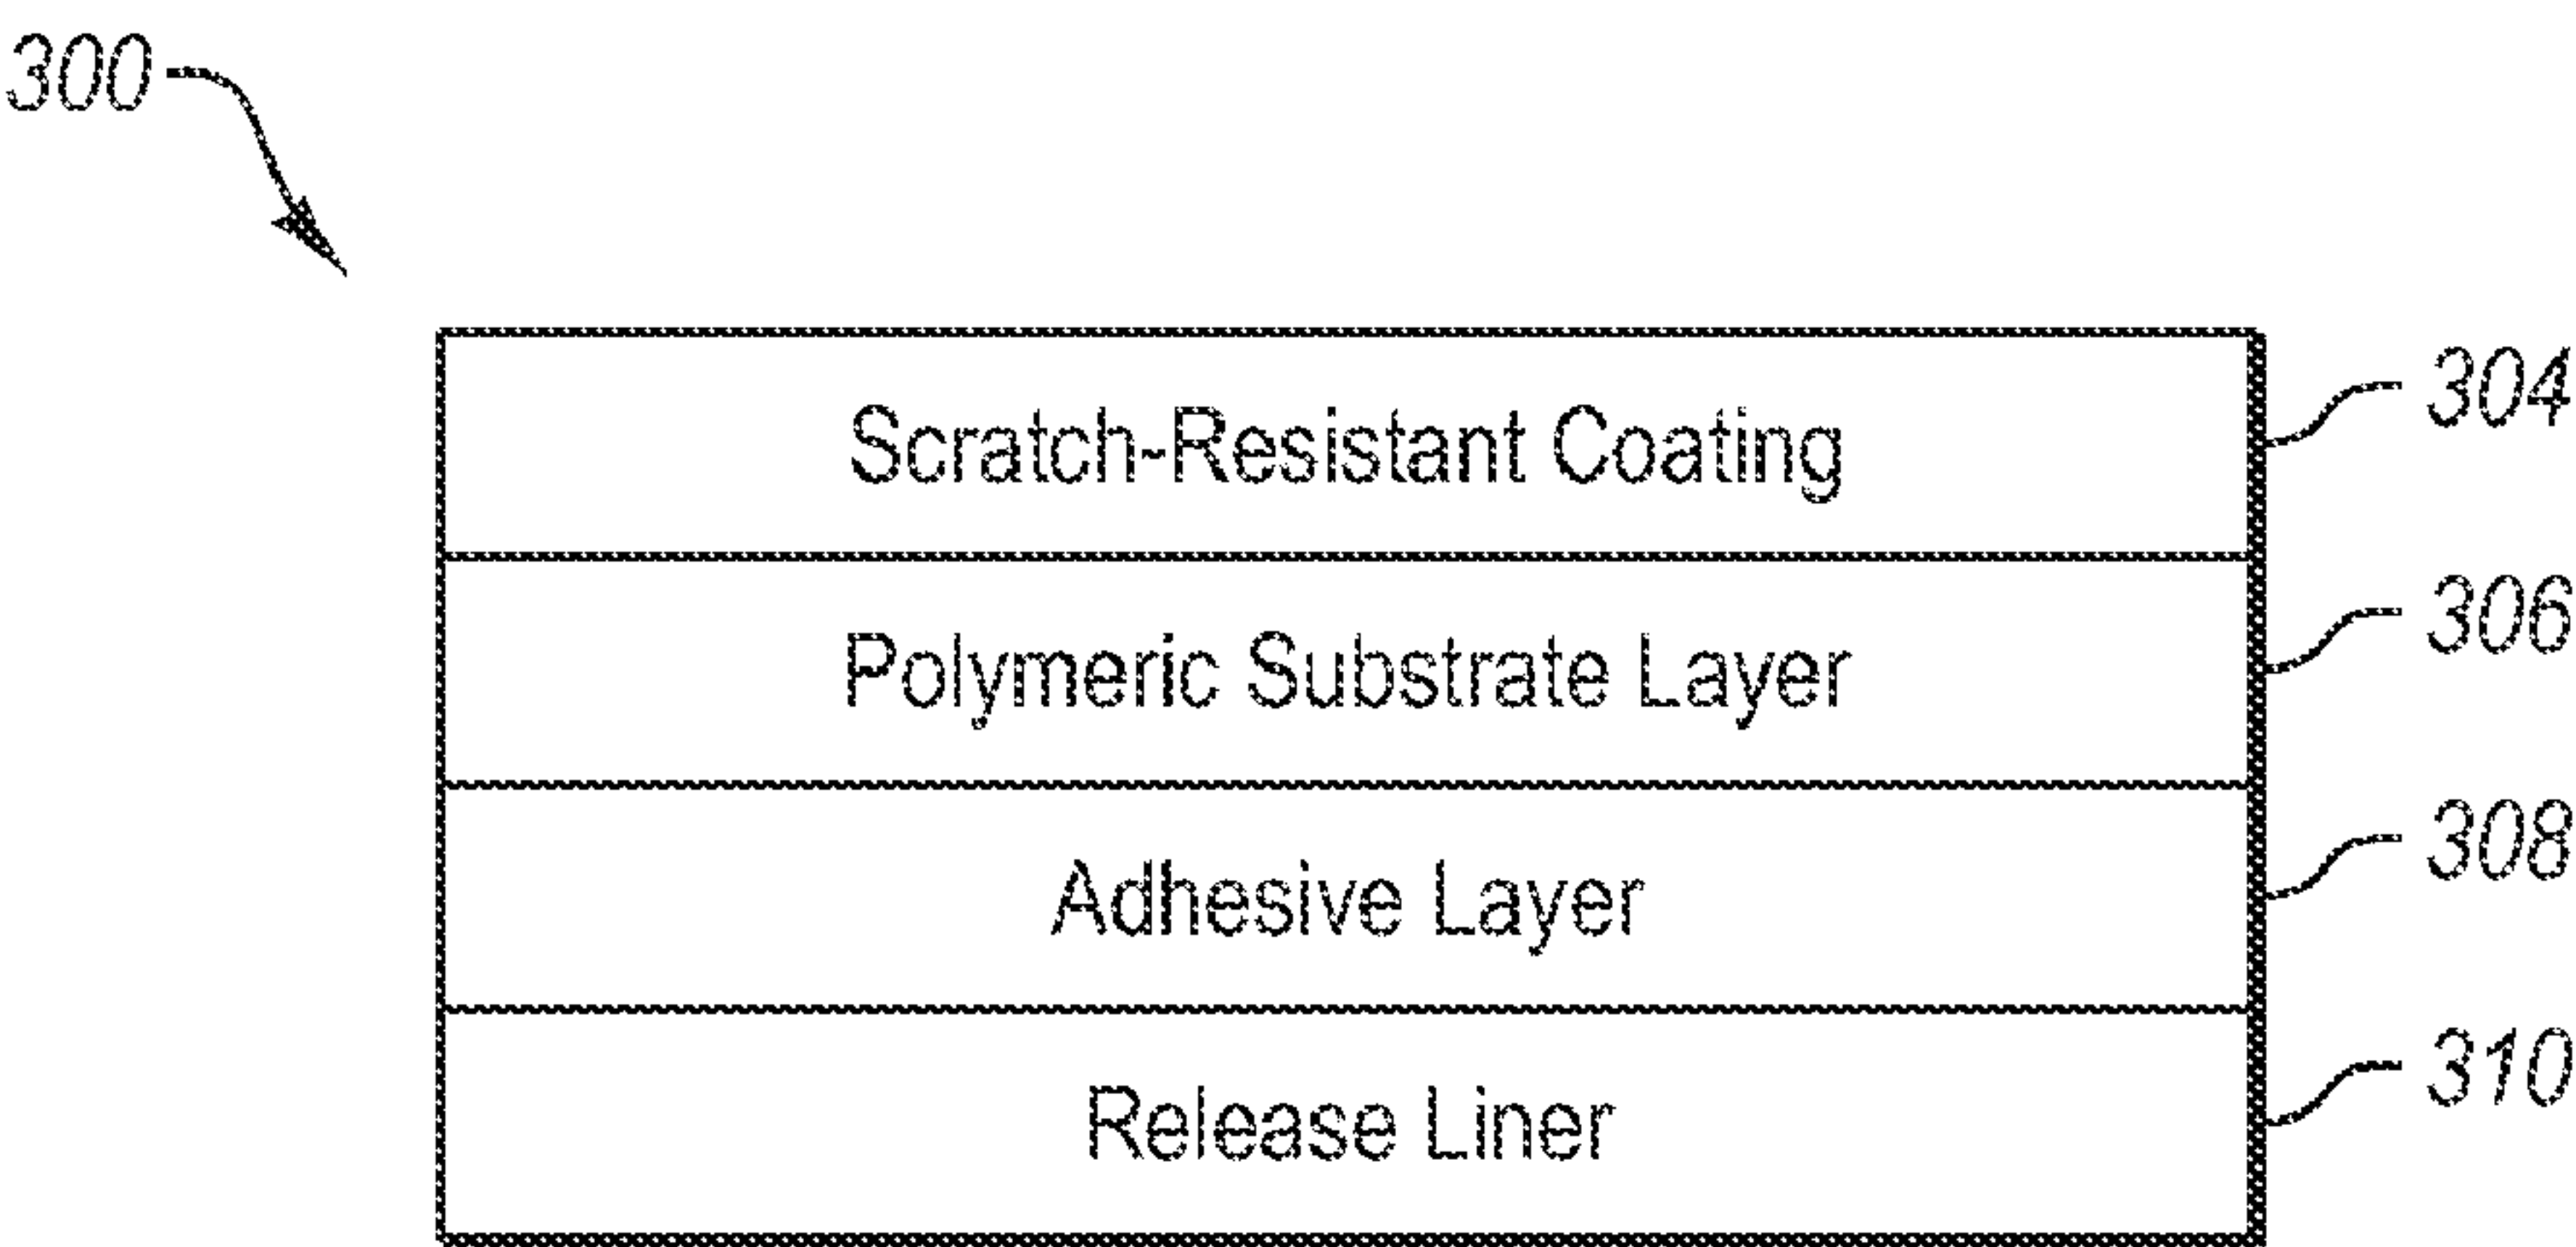 300
Scratch-Resistant Coating 304
Polymeric Substrate Layer 306
Adhesive Layer 308
Release Liner 310